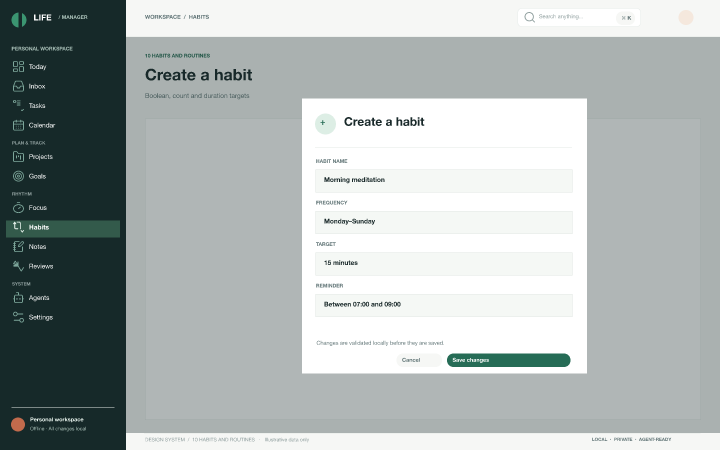 LIFE / MANAGER
PERSONAL WORKSPACE
Today
Inbox
Tasks
Calendar
PLAN & TRACK
Projects
Goals
RHYTHM
Focus
Habits
Notes
Reviews
SYSTEM
Agents
Settings
Personal workspace
Offline · All changes local
WORKSPACE / HABITS
Search anything...
⌘ K
10 HABITS AND ROUTINES
Create a habit
Boolean, count and duration targets
+ Create a habit
HABIT NAME
Morning meditation
FREQUENCY
Monday–Sunday
TARGET
15 minutes
REMINDER
Between 07:00 and 09:00
Changes are validated locally before they are saved.
Cancel
Save changes
DESIGN SYSTEM / 10 HABITS AND ROUTINES · Illustrative data only
LOCAL · PRIVATE · AGENT-READY